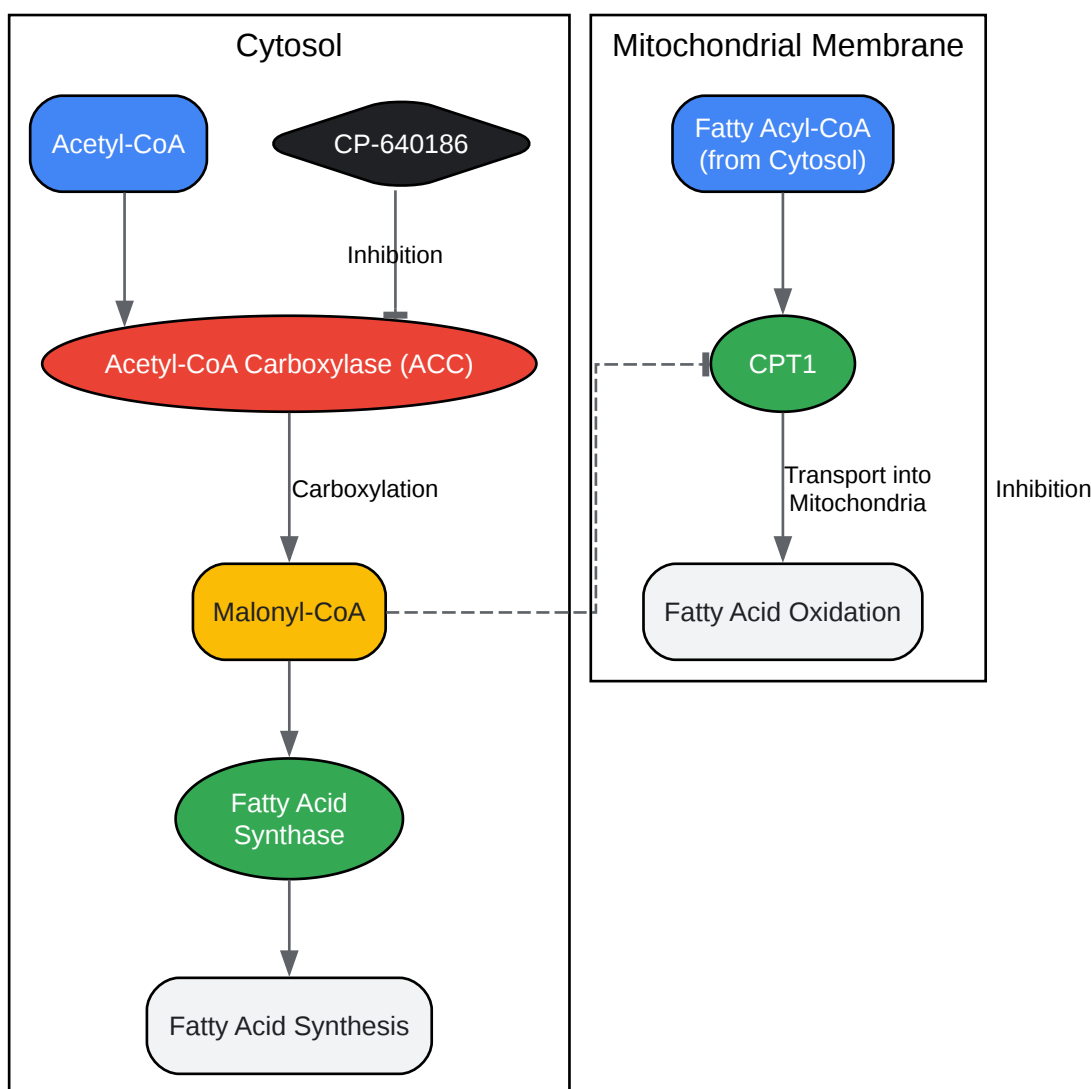 Cytosol
Mitochondrial Membrane
Acetyl-CoA
CP-640186
Fatty Acyl-CoA
(from Cytosol)
Inhibition
Acetyl-CoA Carboxylase (ACC)
CPT1
Carboxylation
Transport into
Mitochondria
Inhibition
Malonyl-CoA
Fatty Acid Oxidation
Fatty Acid
Synthase
Fatty Acid Synthesis